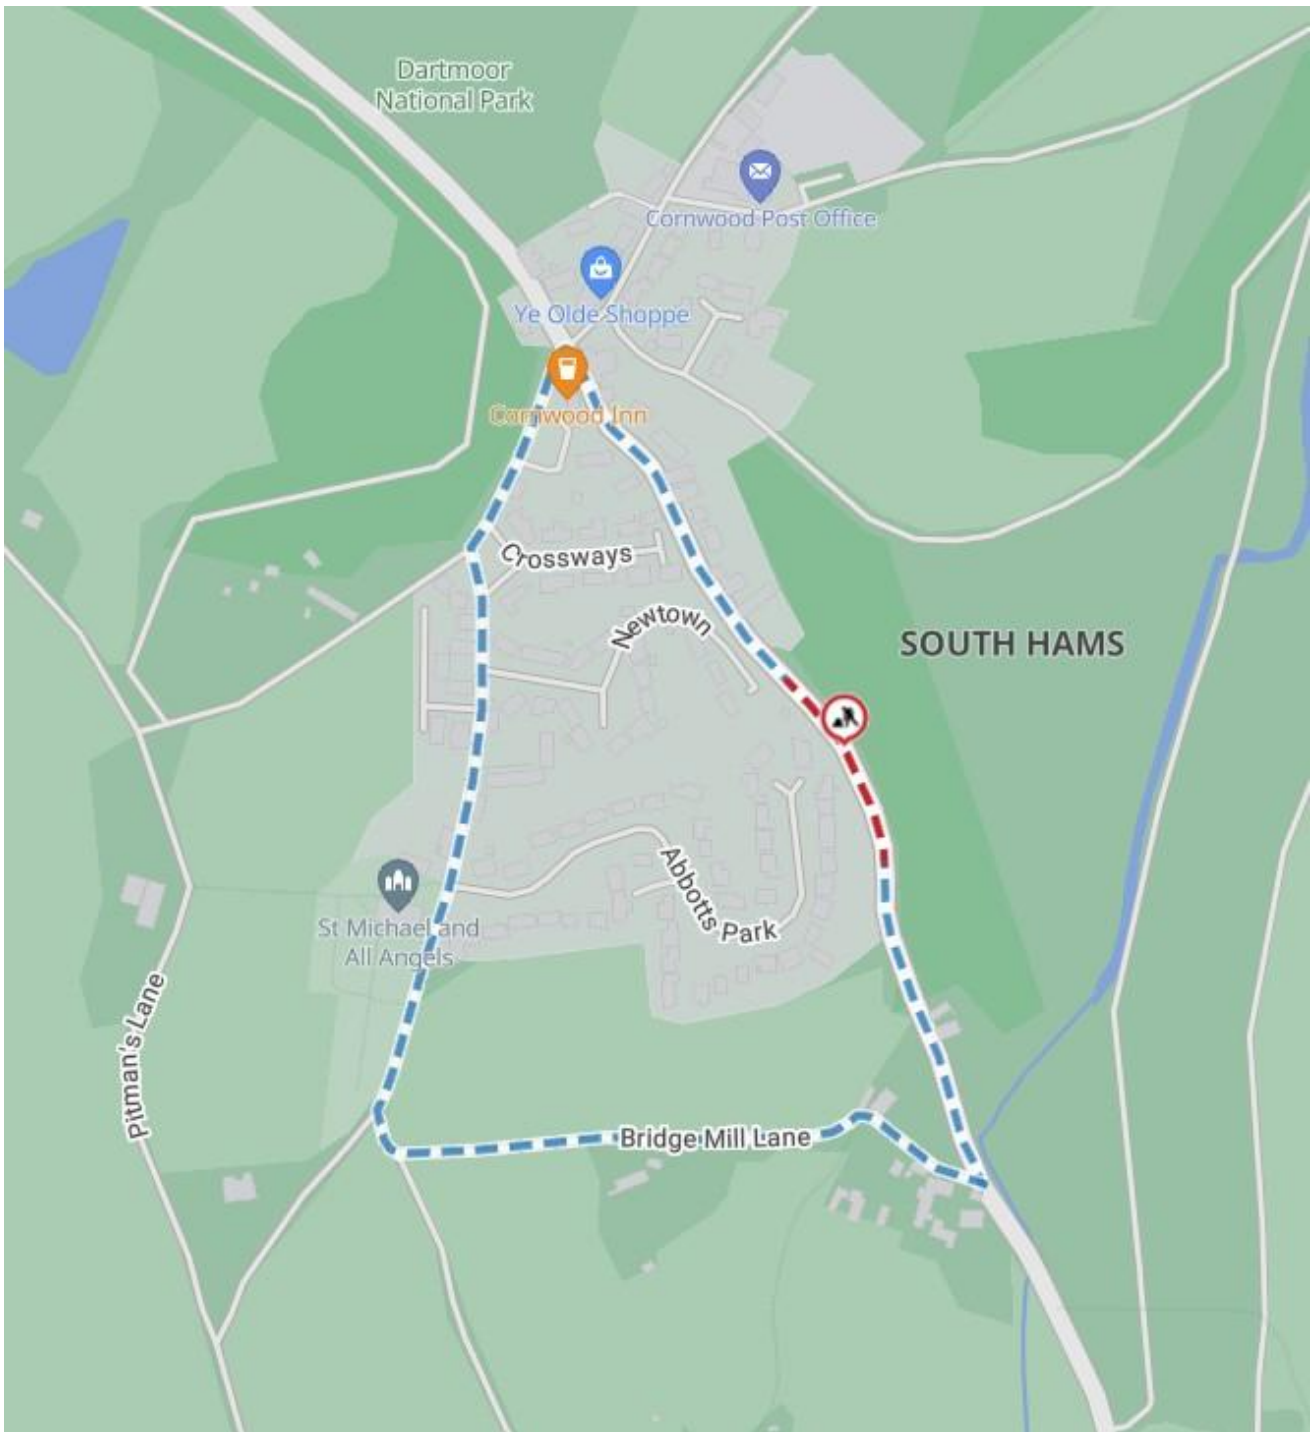 Dartmoor
National Park
Cornwood Post Office
Ye Olde Shoppe
Cornwood Inn
Crossways
Newtown
SOUTH HAMS
Abbotts Park
St Michael and
All Angels
Pitman's Lane
Bridge Mill Lane